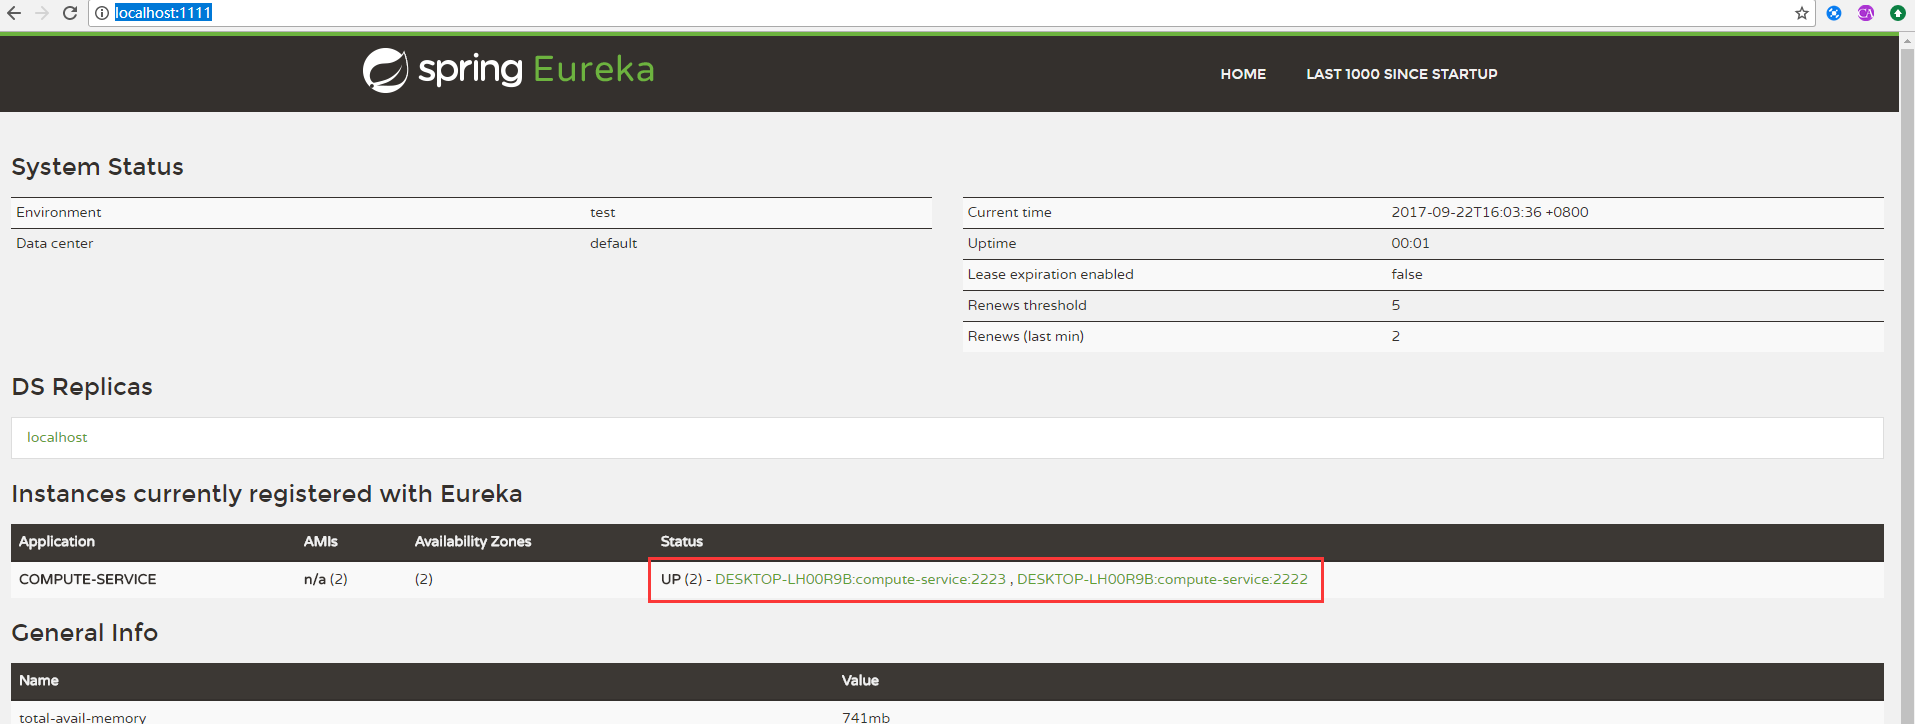 localhost:1111
spring Eureka HOME LAST 1000 SINCE STARTUP
System Status
Environment test
Data center default
Current time 2017-09-22T16:03:36 +0800
Uptime 00:01
Lease expiration enabled false
Renews threshold 5
Renews (last min) 2
DS Replicas
localhost
Instances currently registered with Eureka
Application AMIs Availability Zones Status
COMPUTE-SERVICE n/a (2) (2) UP (2) - DESKTOP-LH00R9B:compute-service:2223 , DESKTOP-LH00R9B:compute-service:2222
General Info
Name Value
total-avail-memory 741mb